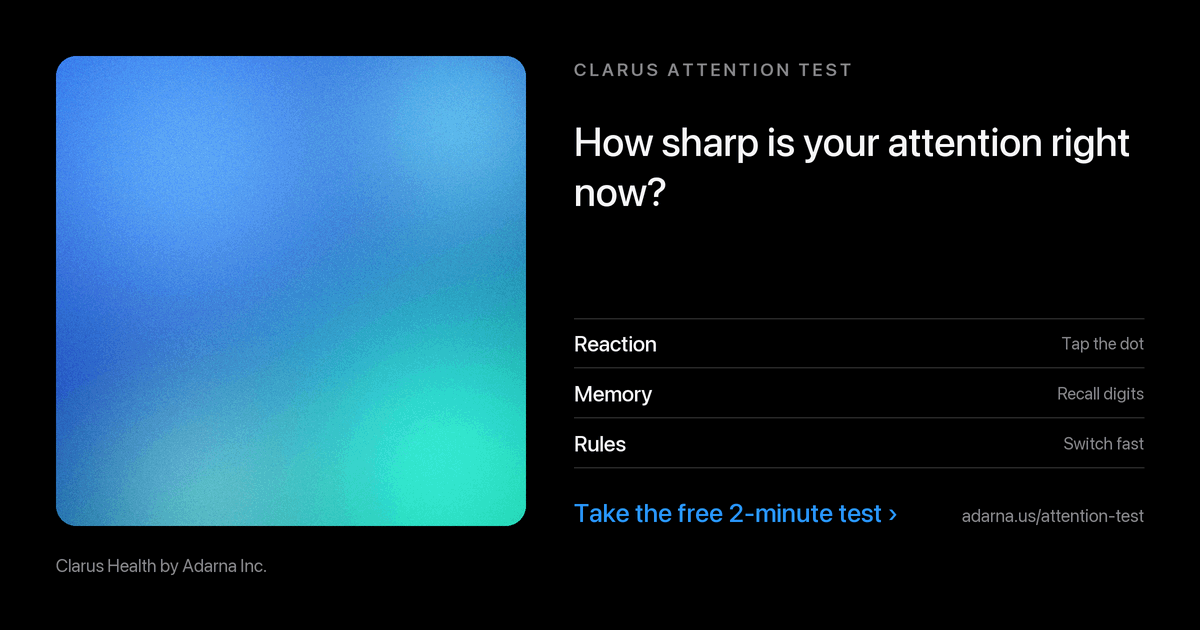 CLARUS ATTENTION TEST
How sharp is your attention right
now?
Reaction Tap the dot
Memory Recall digits
Rules Switch fast
Take the free 2-minute test › adarna.us/attention-test
Clarus Health by Adarna Inc.